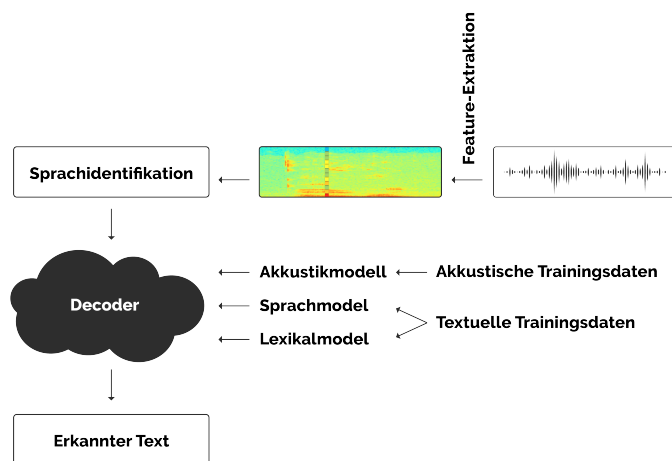 Feature-Extraktion
Sprachidentifikation
Decoder
Akkustikmodell
Akkustische Trainingsdaten
Sprachmodel
Lexikalmodel
Textuelle Trainingsdaten
Erkannter Text